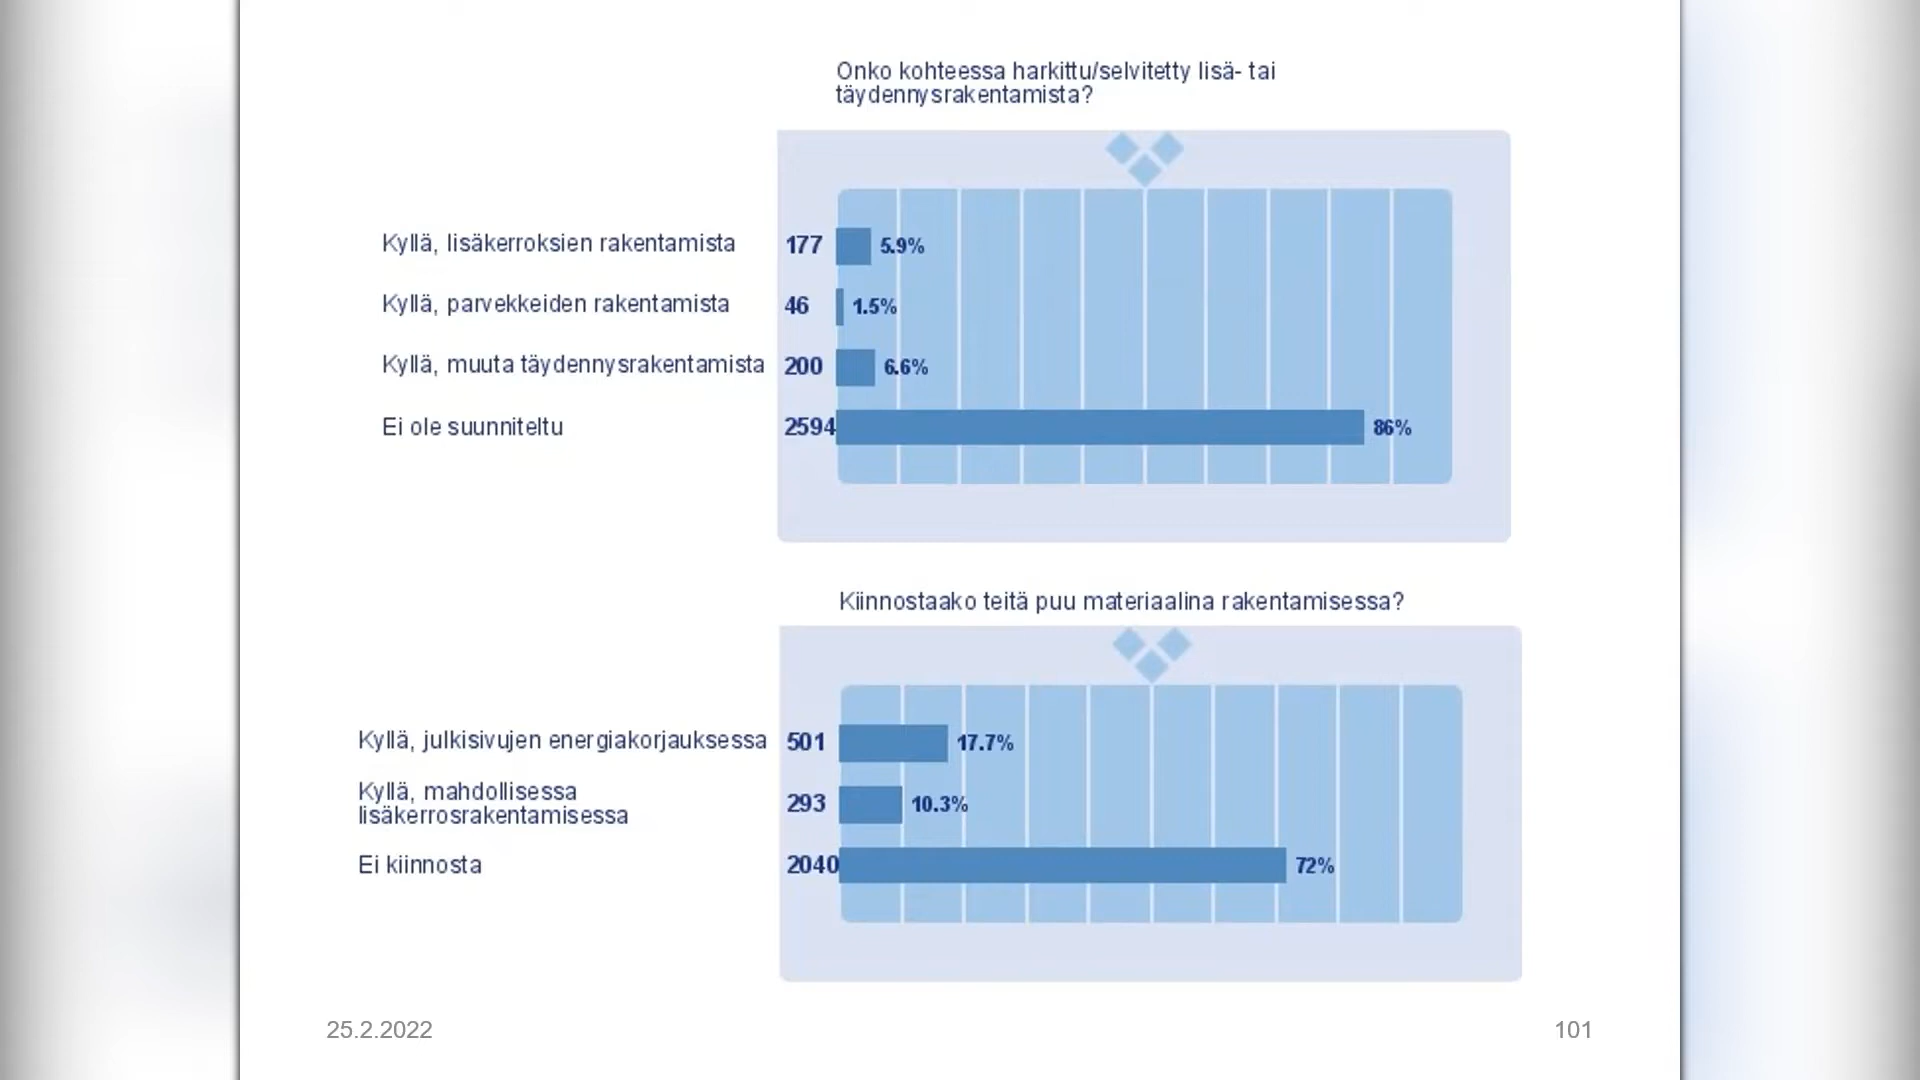 Onko kohteessa harkittu/selvitetty lisä- tai
täydennysrakentamista?
Kyllä, lisäkerroksien rakentamista 177 5.9%
Kyllä, parvekkeiden rakentamista 46 1.5%
Kyllä, muuta täydennysrakentamista 200 6.6%
Ei ole suunniteltu 2594 86%
Kiinnostaako teitä puu materiaalina rakentamisessa?
Kyllä, julkisivujen energiakorjauksessa 501 17.7%
Kyllä, mahdollisessa
lisäkerrosrakentamisessa 293 10.3%
Ei kiinnosta 2040 72%
25.2.2022 101